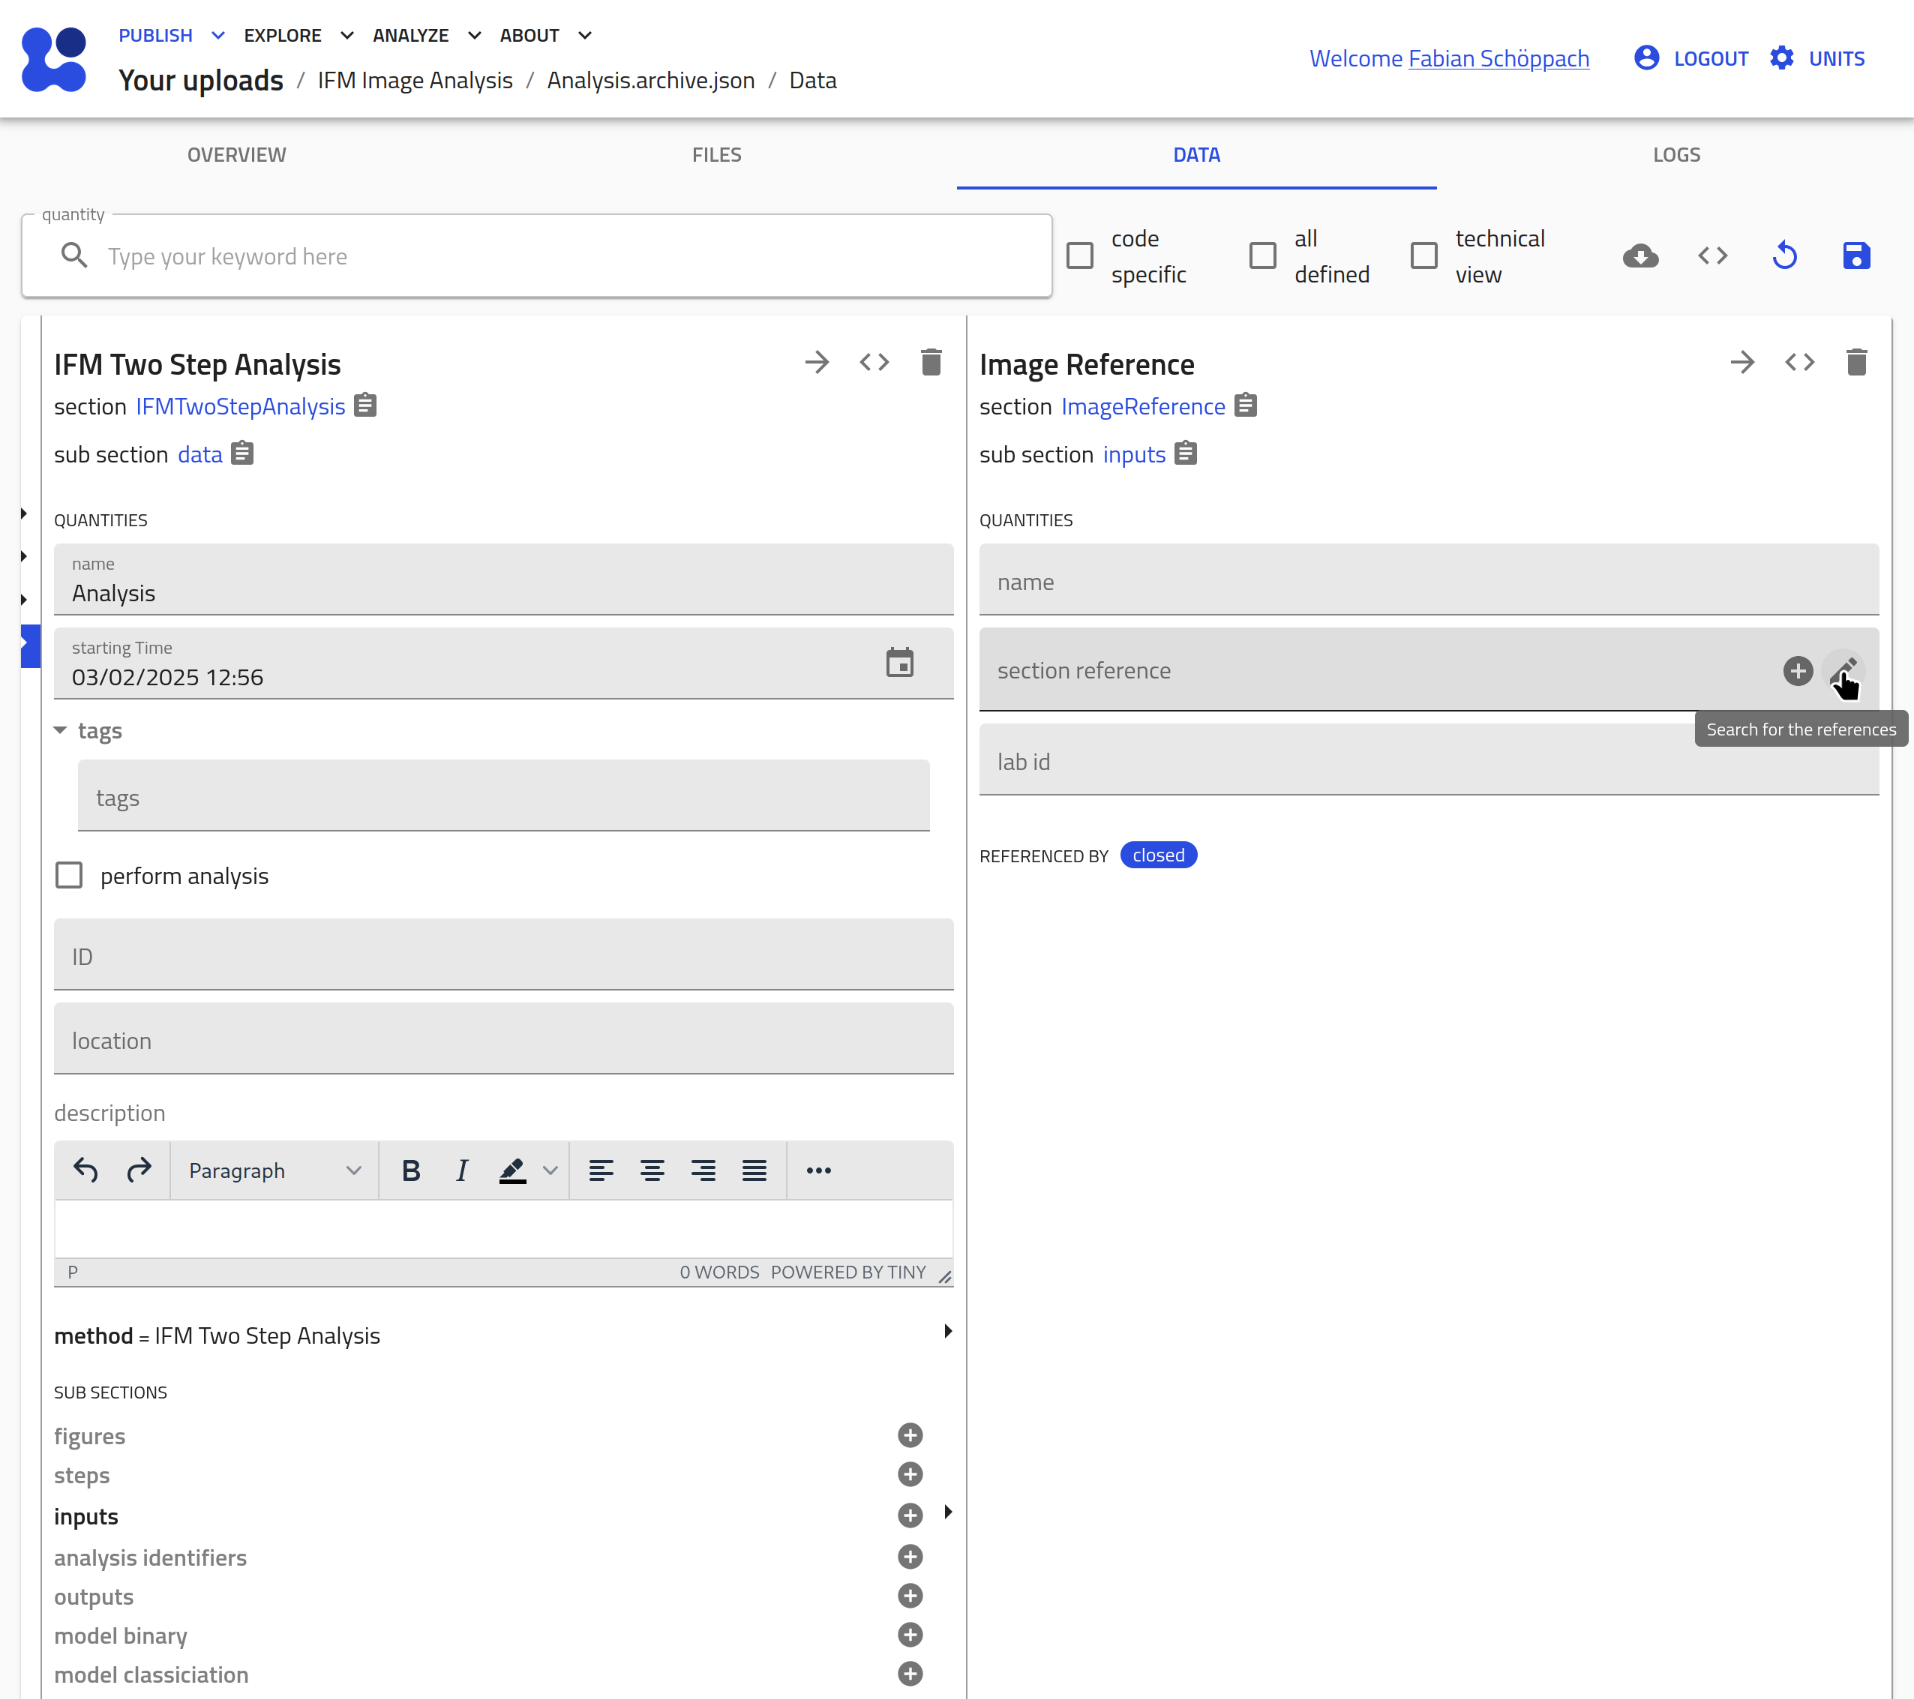 PUBLISH EXPLORE ANALYZE ABOUT
Your uploads / IFM Image Analysis / Analysis.archive.json / Data
Welcome Fabian Schöppach LOGOUT UNITS
OVERVIEW FILES DATA LOGS
quantity
Type your keyword here
code specific
all defined
technical view
IFM Two Step Analysis
section IFMTwoStepAnalysis
sub section data
QUANTITIES
name
Analysis
starting Time
03/02/2025 12:56
tags
tags
perform analysis
ID
location
description
Paragraph B I
P 0 WORDS POWERED BY TINY
method = IFM Two Step Analysis
SUB SECTIONS
figures
steps
inputs
analysis identifiers
outputs
model binary
model classiciation
Image Reference
section ImageReference
sub section inputs
QUANTITIES
name
section reference
Search for the references
lab id
REFERENCED BY closed